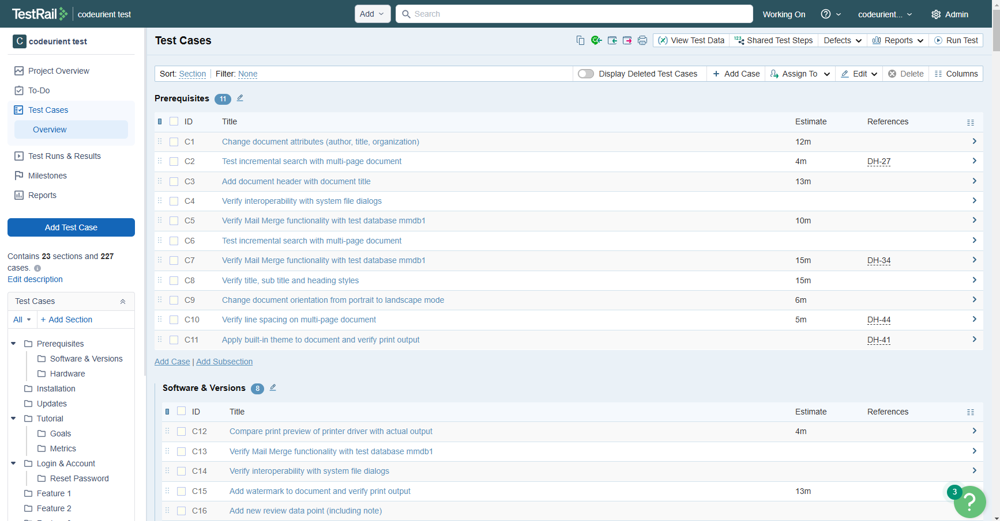 TestRail codeurient test Add Search Working On ? codeurient... Admin
C codeurient test
Project Overview
To-Do
Test Cases
Overview
Test Runs & Results
Milestones
Reports
Add Test Case
Contains 23 sections and 227
cases. i
Edit description
Test Cases
All + Add Section
Prerequisites
Software & Versions
Hardware
Installation
Updates
Tutorial
Goals
Metrics
Login & Account
Reset Password
Feature 1
Feature 2
Test Cases View Test Data 123 Shared Test Steps Defects Reports Run Test
Sort: Section Filter: None Display Deleted Test Cases + Add Case Assign To Edit Delete Columns
Prerequisites 11
ID Title Estimate References
C1 Change document attributes (author, title, organization) 12m
C2 Test incremental search with multi-page document 4m DH-27
C3 Add document header with document title 13m
C4 Verify interoperability with system file dialogs
C5 Verify Mail Merge functionality with test database mmdb1 10m
C6 Test incremental search with multi-page document
C7 Verify Mail Merge functionality with test database mmdb1 15m DH-34
C8 Verify title, sub title and heading styles 15m
C9 Change document orientation from portrait to landscape mode 6m
C10 Verify line spacing on multi-page document 5m DH-44
C11 Apply built-in theme to document and verify print output DH-41
Add Case | Add Subsection
Software & Versions 8
ID Title Estimate References
C12 Compare print preview of printer driver with actual output 4m
C13 Verify Mail Merge functionality with test database mmdb1
C14 Verify interoperability with system file dialogs
C15 Add watermark to document and verify print output 13m
C16 Add new review data point (including note)
3 ?